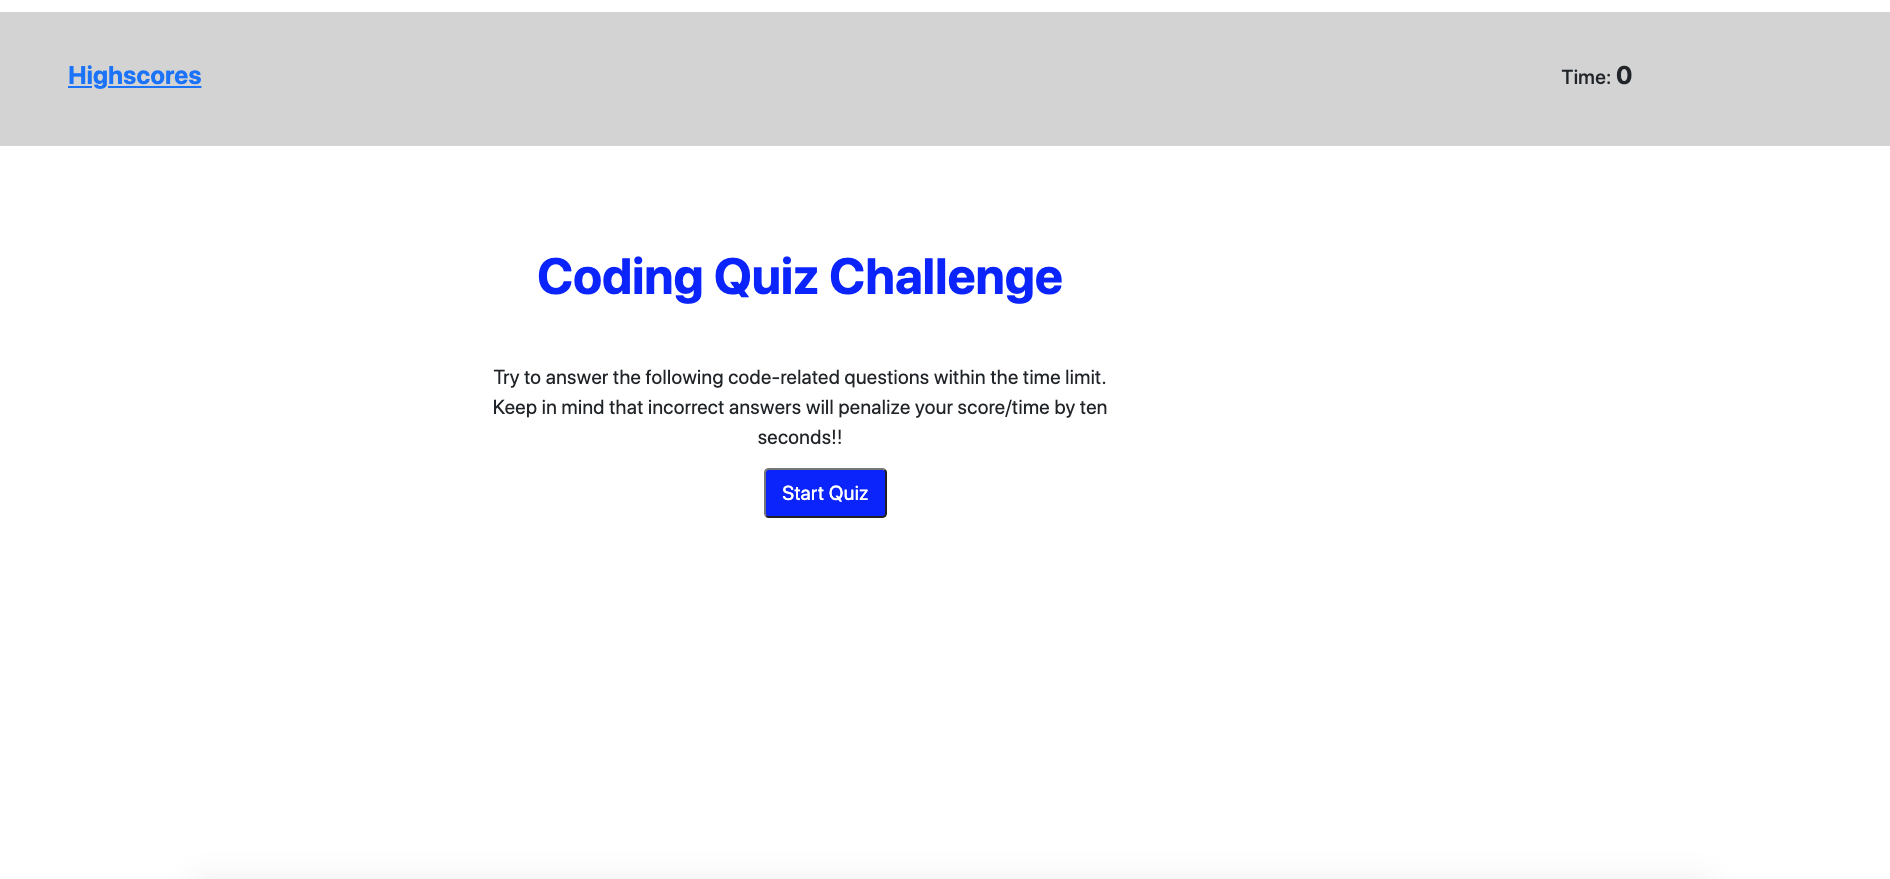 Highscores
Time: 0
Coding Quiz Challenge
Try to answer the following code-related questions within the time limit.
Keep in mind that incorrect answers will penalize your score/time by ten
seconds!!
Start Quiz